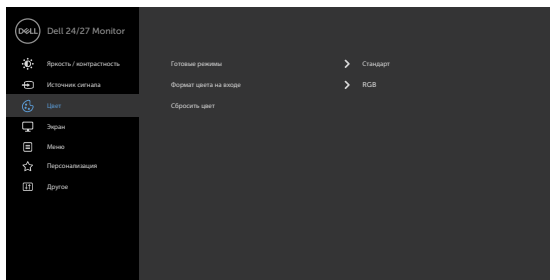 DELL Dell 24/27 Monitor
Яркость / контрастность
Готовые режимы
Стандарт
Источник сигнала
Формат цвета на входе
RGB
Цвет
Сбросить цвет
Экран
Меню
Персонализация
Другое